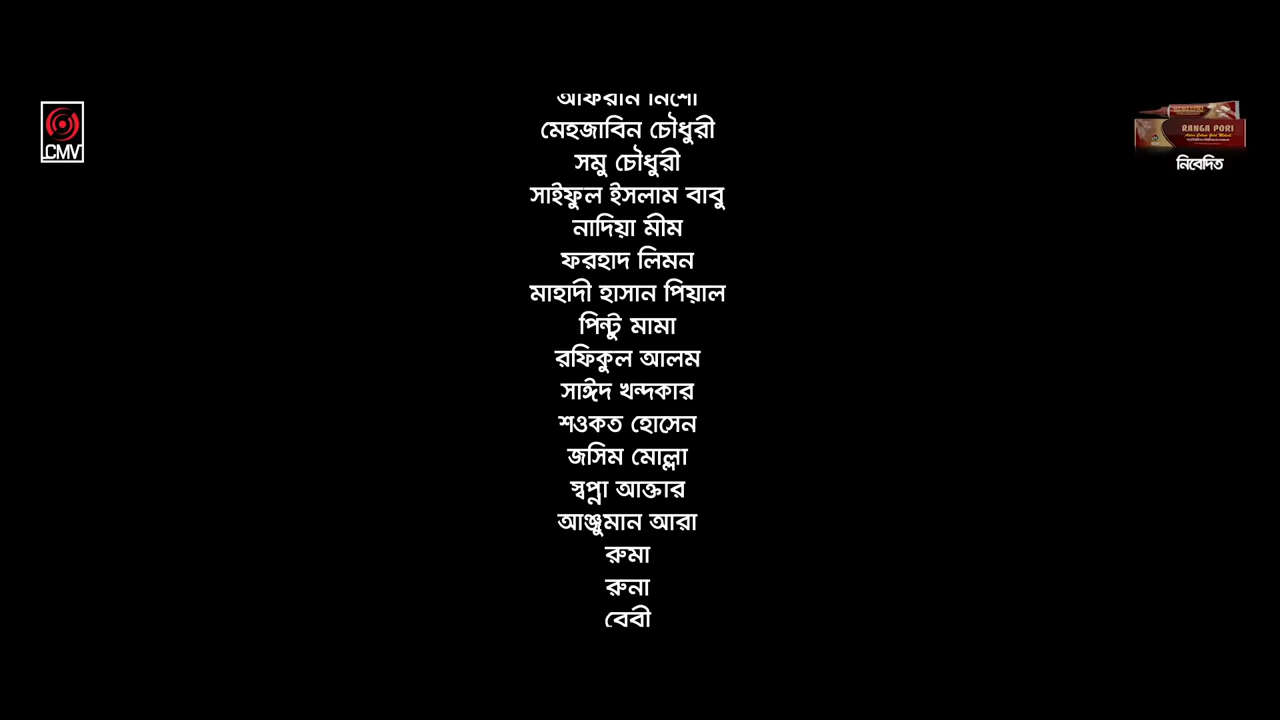 আফরান নিশো
মেহজাবিন চৌধুরী
সমু চৌধুরী
সাইফুল ইসলাম বাবু
নাদিয়া মীম
ফরহাদ লিমন
মাহাদী হাসান পিয়াল
পিন্টু মামা
রফিকুল আলম
সাঈদ খন্দকার
শওকত হোসেন
জসিম মোল্লা
স্বপ্না আক্তার
আঞ্জুমান আরা
রুমা
রুনা
বেবী
CMV
RANGA PORI
নিবেদিত